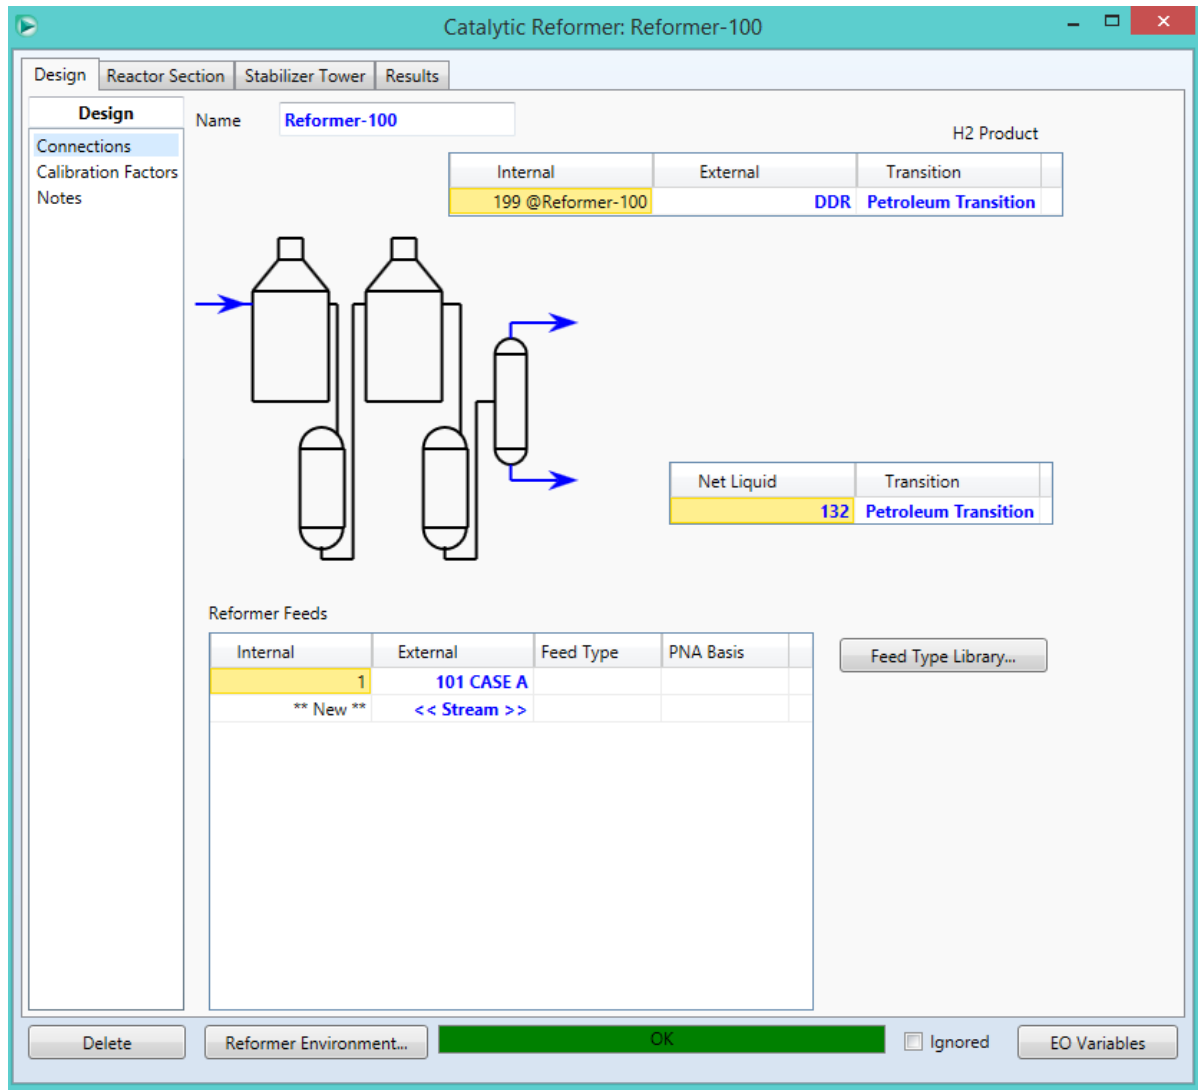 Catalytic Reformer: Reformer-100
Design Reactor Section Stabilizer Tower Results
Design
Connections
Calibration Factors
Notes
Name Reformer-100
H2 Product
Internal External Transition
199 @Reformer-100 DDR Petroleum Transition
Net Liquid Transition
132 Petroleum Transition
Reformer Feeds
Internal External Feed Type PNA Basis
1 101 CASE A
** New ** << Stream >>
Feed Type Library...
Delete Reformer Environment... OK Ignored EO Variables